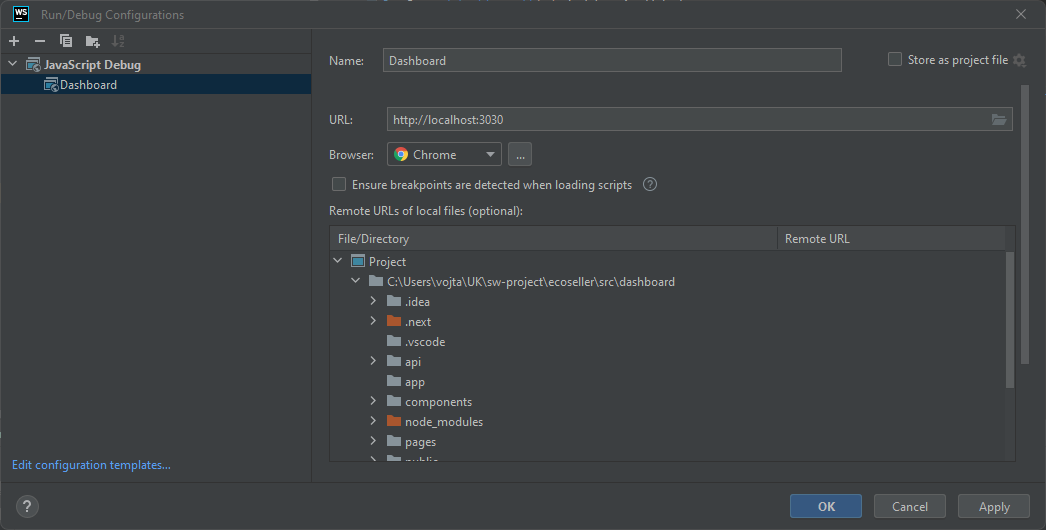 WS Run/Debug Configurations
JavaScript Debug
Dashboard
Edit configuration templates...
Name: Dashboard
Store as project file
URL: http://localhost:3030
Browser: Chrome ...
Ensure breakpoints are detected when loading scripts ?
Remote URLs of local files (optional):
File/Directory Remote URL
Project
C:\Users\vojta\UK\sw-project\ecoseller\src\dashboard
.idea
.next
.vscode
api
app
components
node_modules
pages
public
? OK Cancel Apply